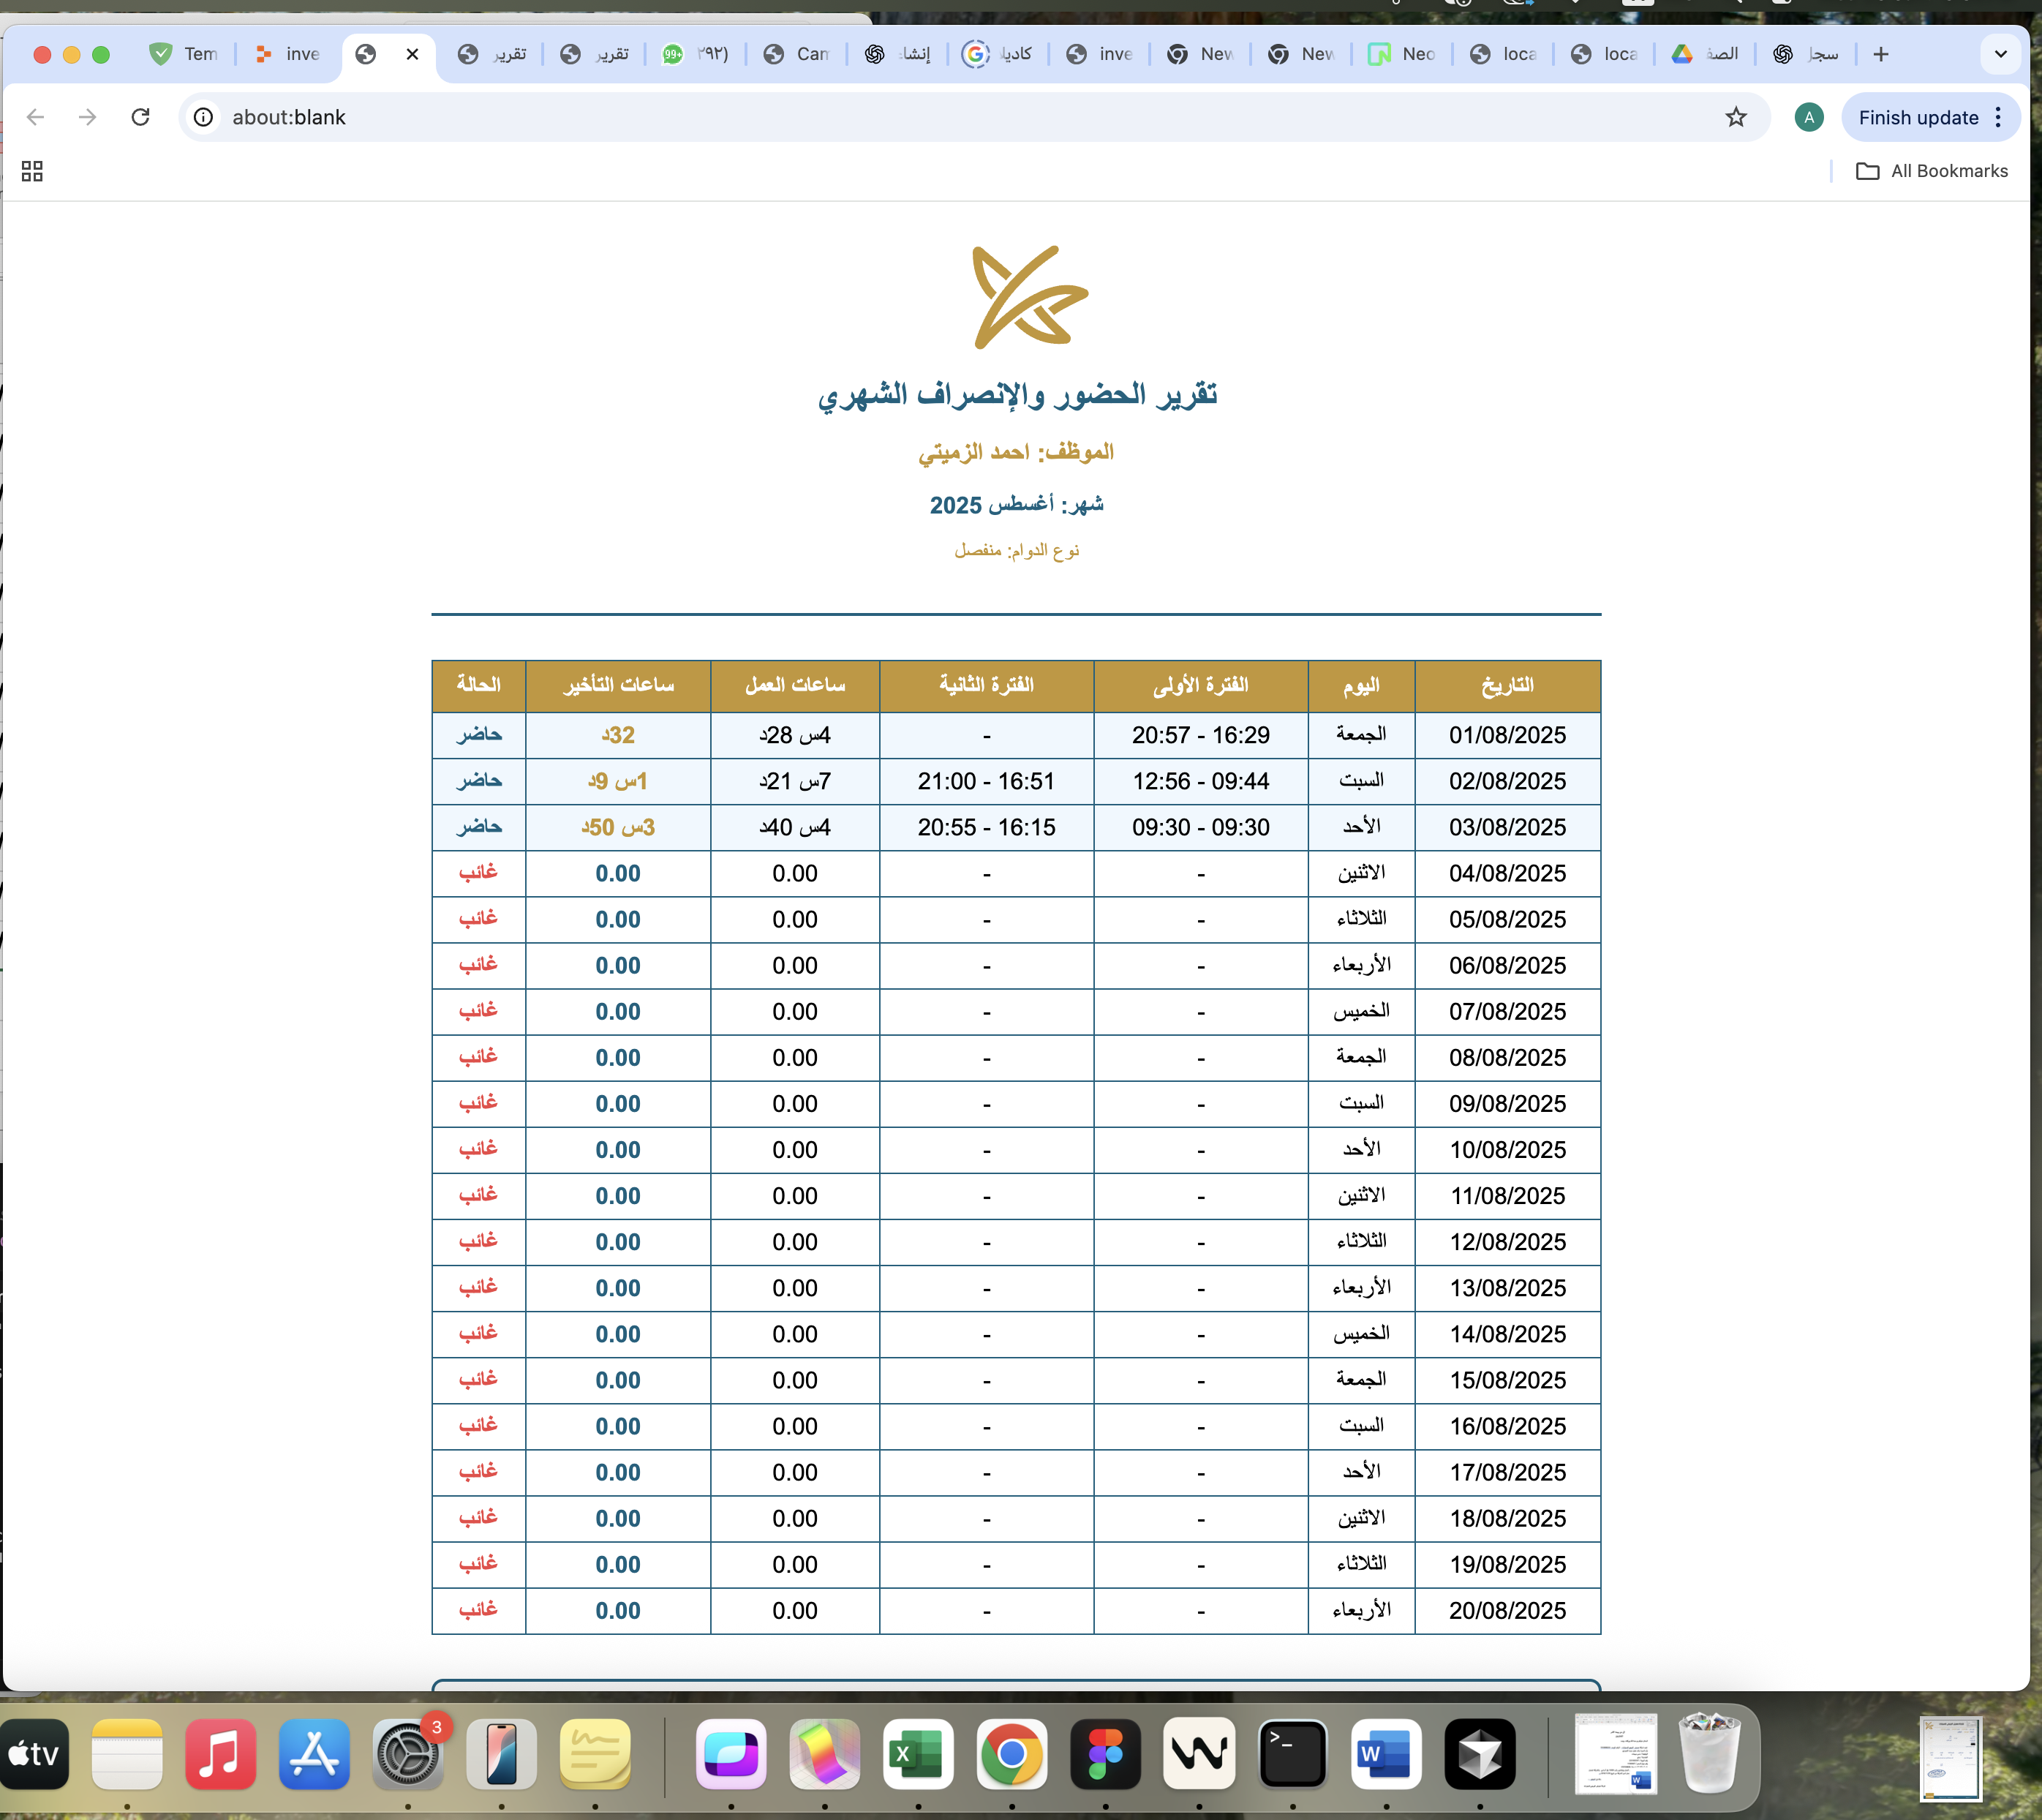 Tem
inve
تقرير
تقرير
99+
(٢٩٢
Cam
إنشاء
كادبلا
inve
New
New
Neo
loca
loca
الصف
سجل
about:blank
A
Finish update
All Bookmarks
تقرير الحضور والإنصراف الشهري
الموظف: احمد الزميتي
شهر: أغسطس 2025
نوع الدوام: منفصل
التاريخ اليوم الفترة الأولى الفترة الثانية ساعات العمل ساعات التأخير الحالة
01/08/2025 الجمعة 16:29 - 20:57 - 4س 28د 32د حاضر
02/08/2025 السبت 09:44 - 12:56 16:51 - 21:00 7س 21د 1س 9د حاضر
03/08/2025 الأحد 09:30 - 09:30 16:15 - 20:55 4س 40د 3س 50د حاضر
04/08/2025 الاثنين - - 0.00 0.00 غائب
05/08/2025 الثلاثاء - - 0.00 0.00 غائب
06/08/2025 الأربعاء - - 0.00 0.00 غائب
07/08/2025 الخميس - - 0.00 0.00 غائب
08/08/2025 الجمعة - - 0.00 0.00 غائب
09/08/2025 السبت - - 0.00 0.00 غائب
10/08/2025 الأحد - - 0.00 0.00 غائب
11/08/2025 الاثنين - - 0.00 0.00 غائب
12/08/2025 الثلاثاء - - 0.00 0.00 غائب
13/08/2025 الأربعاء - - 0.00 0.00 غائب
14/08/2025 الخميس - - 0.00 0.00 غائب
15/08/2025 الجمعة - - 0.00 0.00 غائب
16/08/2025 السبت - - 0.00 0.00 غائب
17/08/2025 الأحد - - 0.00 0.00 غائب
18/08/2025 الاثنين - - 0.00 0.00 غائب
19/08/2025 الثلاثاء - - 0.00 0.00 غائب
20/08/2025 الأربعاء - - 0.00 0.00 غائب
tv
3
X
>_
W
W